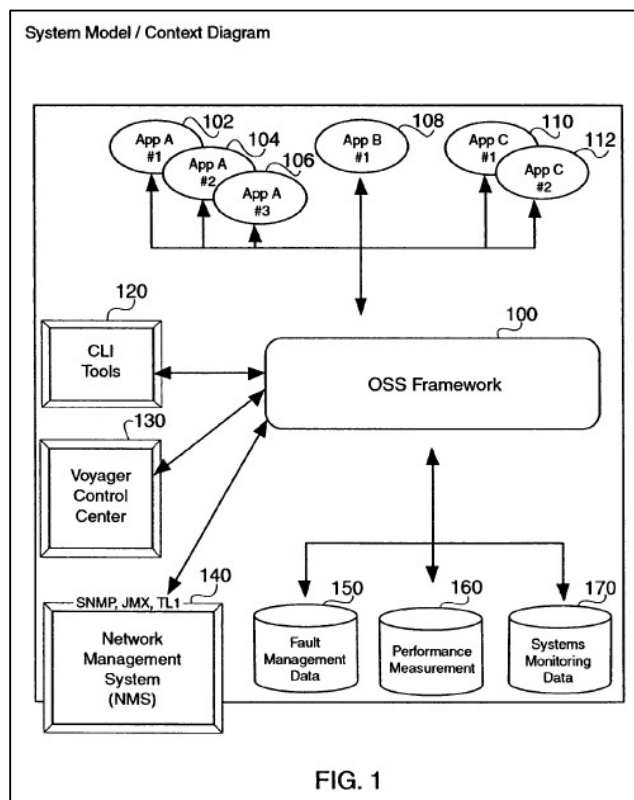 System Model / Context Diagram
102
App A
#1
104
App A
#2
106
App A
#3
108
App B
#1
110
App C
#1
112
App C
#2
120
CLI
Tools
100
OSS Framework
130
Voyager
Control
Center
140
SNMP, JMX, TL1
Network
Management
System
(NMS)
150
Fault
Management
Data
160
Performance
Measurement
170
Systems
Monitoring
Data
FIG. 1